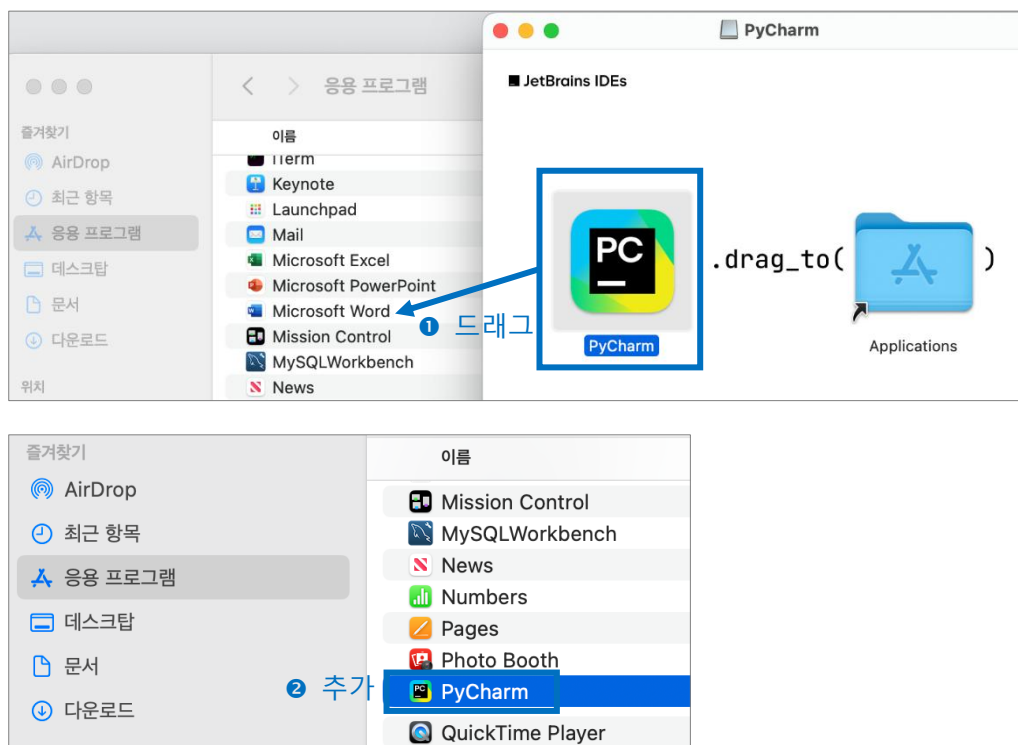 PyCharm
응용 프로그램
JetBrains IDEs
즐겨찾기
이름
AirDrop
iTerm
최근 항목
Keynote
Launchpad
응용 프로그램
Mail
데스크탑
Microsoft Excel
Microsoft PowerPoint
문서
Microsoft Word
다운로드
Mission Control
MySQLWorkbench
위치
News
❶ 드래그
PC
PyCharm
.drag_to( )
Applications
즐겨찾기
이름
AirDrop
최근 항목
응용 프로그램
데스크탑
문서
다운로드
Mission Control
MySQLWorkbench
News
Numbers
Pages
Photo Booth
❷ 추가
PC
PyCharm
QuickTime Player